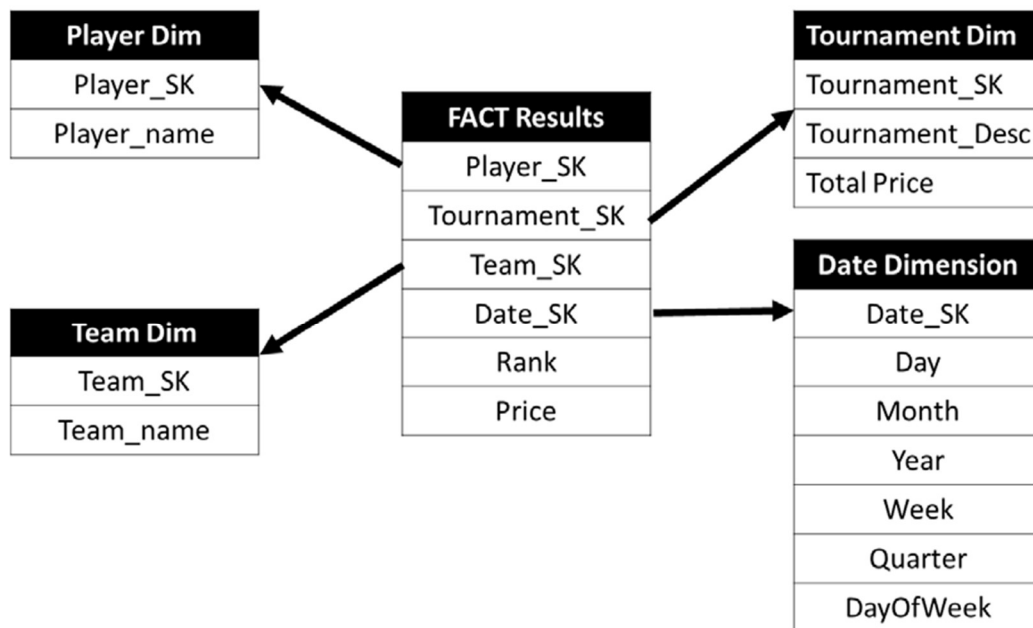 Player Dim
Player_SK
Player_name
FACT Results
Player_SK
Tournament_SK
Team_SK
Date_SK
Rank
Price
Tournament Dim
Tournament_SK
Tournament_Desc
Total Price
Team Dim
Team_SK
Team_name
Date Dimension
Date_SK
Day
Month
Year
Week
Quarter
DayOfWeek